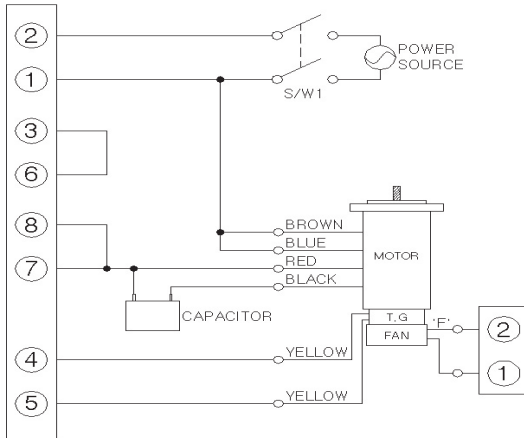 2
POWER
SOURCE
1
S/W1
3
6
8
BROWN
BLUE
MOTOR
7
RED
BLACK
CAPACITOR
T,G
'F'
2
FAN
4
YELLOW
1
5
YELLOW